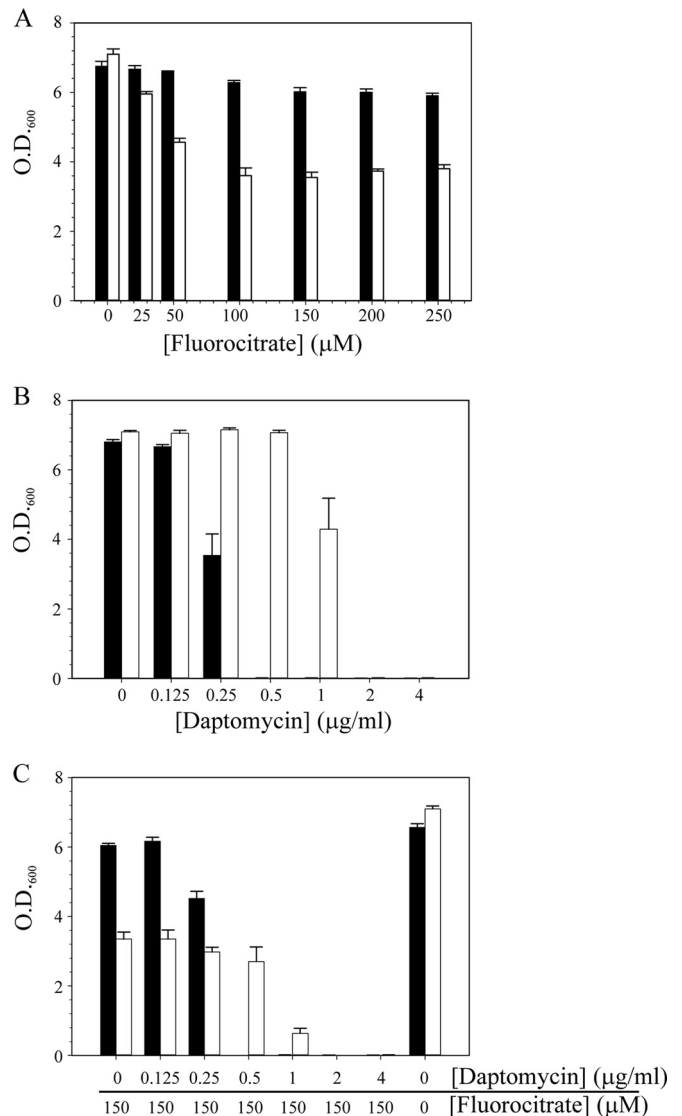 A
8
6
4
2
0
O.D.600
0 25 50 100 150 200 250
[Fluorocitrate] (µM)
B
8
6
4
2
0
O.D.600
0 0.125 0.25 0.5 1 2 4
[Daptomycin] (µg/ml)
C
8
6
4
2
0
O.D.600
0 0.125 0.25 0.5 1 2 4 0 [Daptomycin] (µg/ml)
150 150 150 150 150 150 150 0 [Fluorocitrate] (µM)